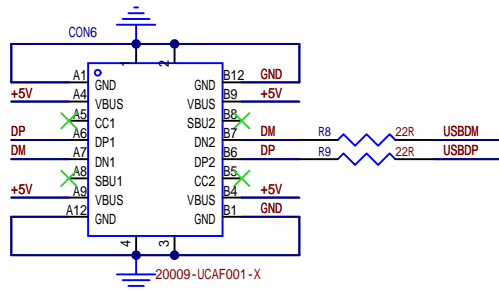 CON6
1 2
A1 GND GND B12 GND
+5V A4 VBUS VBUS B9 +5V
A5 CC1 SBU2 B8
DP A6 DP1 DN2 B7 DM R8 22R USBDM
DM A7 DN1 DP2 B6 DP R9 22R USBDP
A8 SBU1 CC2 B5
+5V A9 VBUS VBUS B4 +5V
A12 GND GND B1 GND
4 3
20009-UCAF001-X